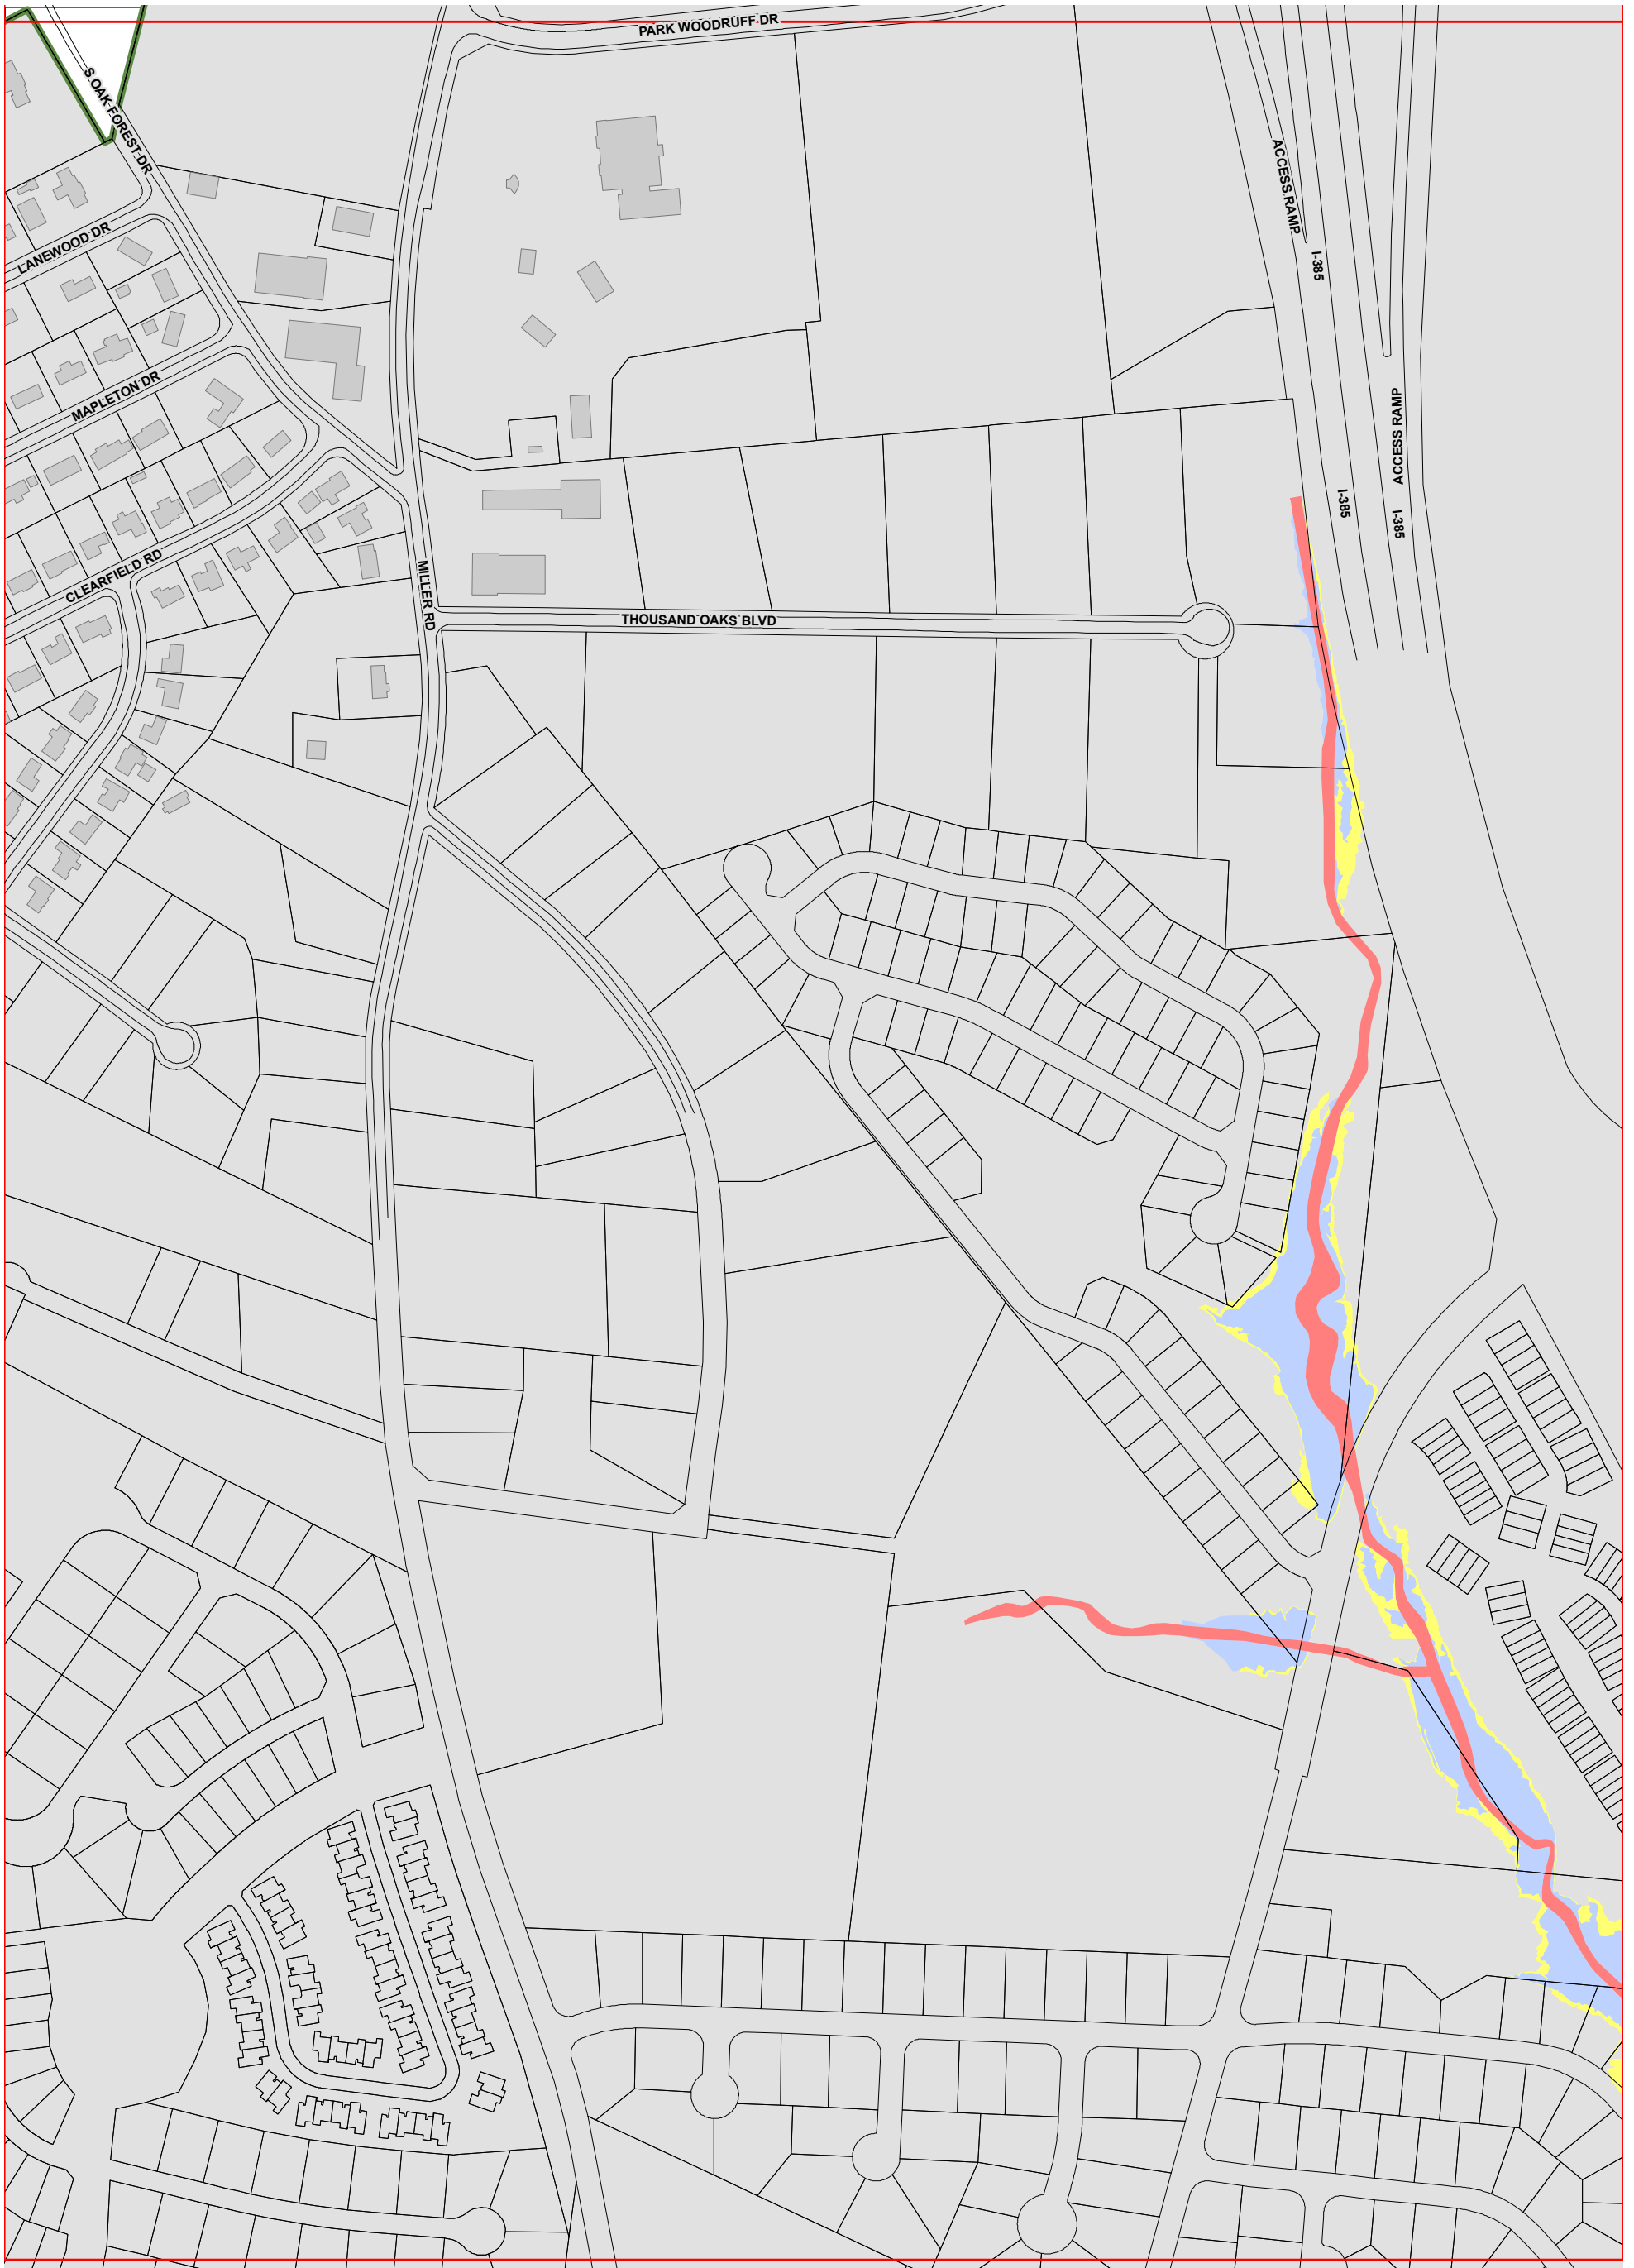 PARK WOODRUFF DR
S OAK FOREST DR
ACCESS RAMP
LANEWOOD DR
I-385
MAPLETON DR
ACCESS RAMP
I-385
I-385
CLEARFIELD RD
MILLER RD
THOUSAND OAKS BLVD